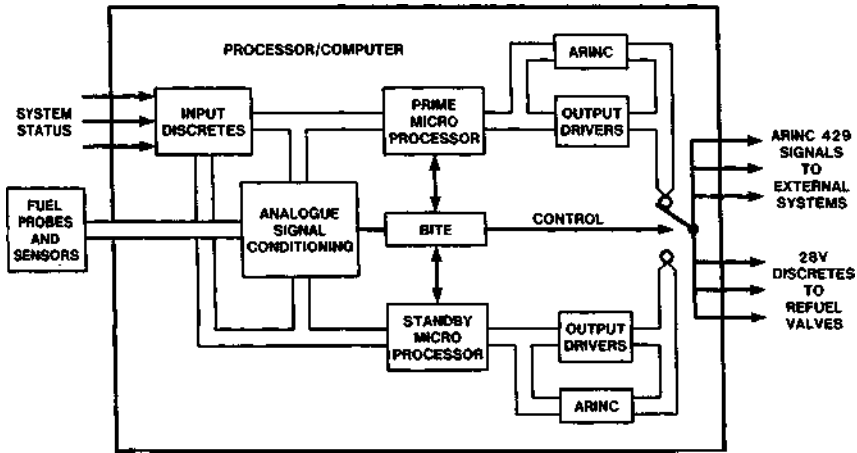 PROCESSOR/COMPUTER
SYSTEM
STATUS
INPUT
DISCRETES
PRIME
MICRO
PROCESSOR
ARINC
OUTPUT
DRIVERS
ARINC 429
SIGNALS
TO
EXTERNAL
SYSTEMS
FUEL
PROBES
AND
SENSORS
ANALOGUE
SIGNAL
CONDITIONING
BITE
CONTROL
28V
DISCRETES
TO
REFUEL
VALVES
STANDBY
MICRO
PROCESSOR
OUTPUT
DRIVERS
ARINC